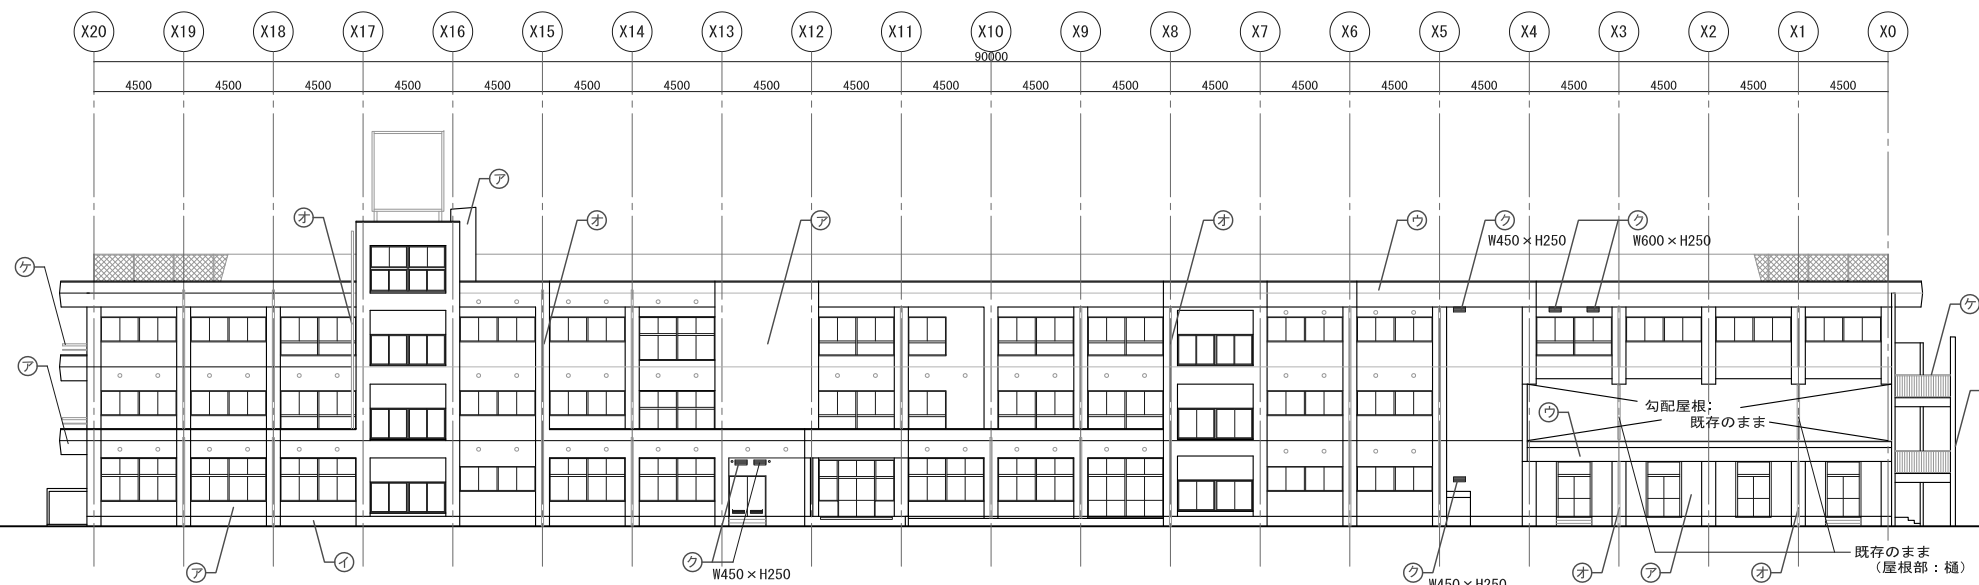 X20 X19 X18 X17 X16 X15 X14 X13 X12 X11 X10 X9 X8 X7 X6 X5 X4 X3 X2 X1 X0
90000
4500 4500 4500 4500 4500 4500 4500 4500 4500 4500 4500 4500 4500 4500 4500 4500 4500 4500 4500 4500
ア
オ オ ア オ ウ ク ク
W450×H250 W600×H250
ケ
ケ
ア
勾配屋根:
ウ
既存のまま
既存のまま
ア イ ク
W450×H250
ク
W450×H250
オ ア オ
(屋根部:樋)